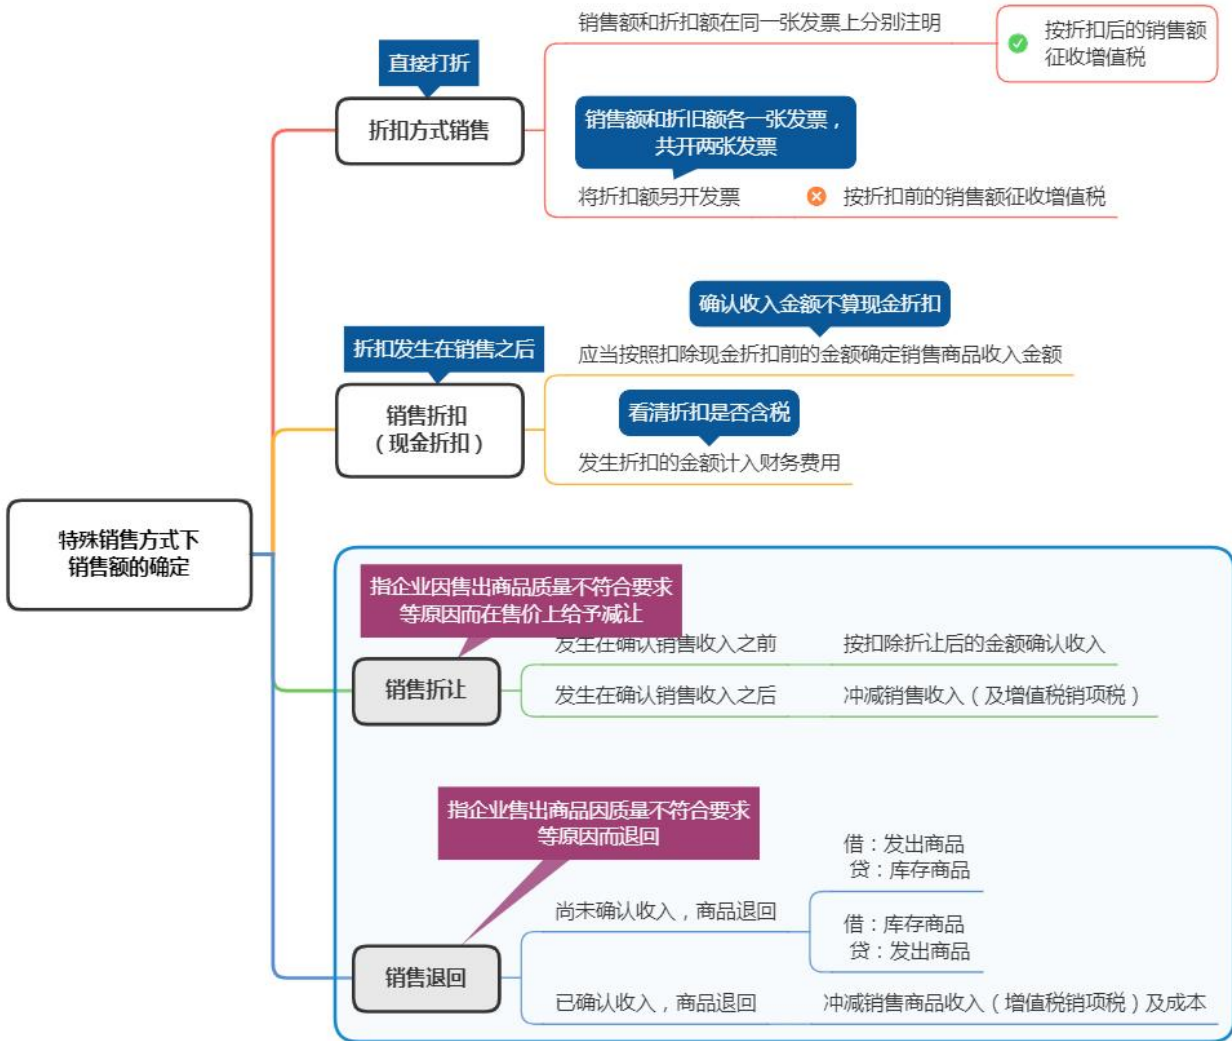 特殊销售方式下
销售额的确定
直接打折
折扣方式销售
销售额和折扣额在同一张发票上分别注明
按折扣后的销售额
征收增值税
销售额和折旧额各一张发票，
共开两张发票
将折扣额另开发票
按折扣前的销售额征收增值税
折扣发生在销售之后
销售折扣
（现金折扣）
确认收入金额不算现金折扣
应当按照扣除现金折扣前的金额确定销售商品收入金额
看清折扣是否含税
发生折扣的金额计入财务费用
指企业因售出商品质量不符合要求
等原因而在售价上给予减让
销售折让
发生在确认销售收入之前
按扣除折让后的金额确认收入
发生在确认销售收入之后
冲减销售收入（及增值税销项税）
指企业售出商品因质量不符合要求
等原因而退回
销售退回
尚未确认收入，商品退回
借：发出商品
贷：库存商品
借：库存商品
贷：发出商品
已确认收入，商品退回
冲减销售商品收入（增值税销项税）及成本